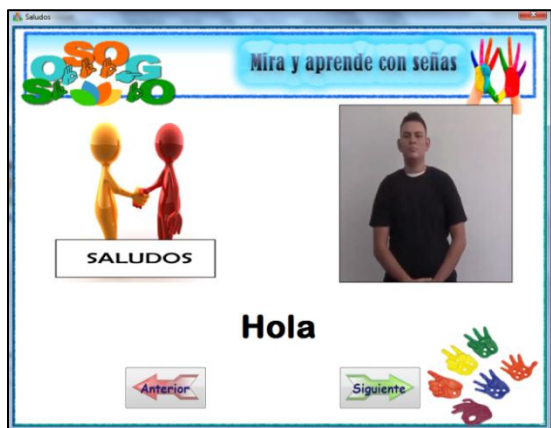 Saludos
Mira y aprende con señas
SALUDOS
Hola
Anterior
Siguiente